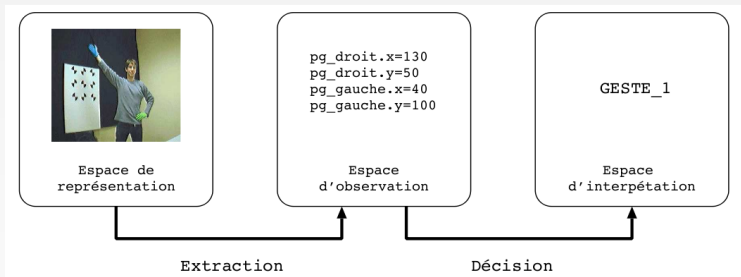 pg_droit.x=130
pg_droit.y=50
pg_gauche.x=40
pg_gauche.y=100
GESTE_1
Espace de
représentation
Espace
d'observation
Espace
d'interpétation
Extraction
Décision